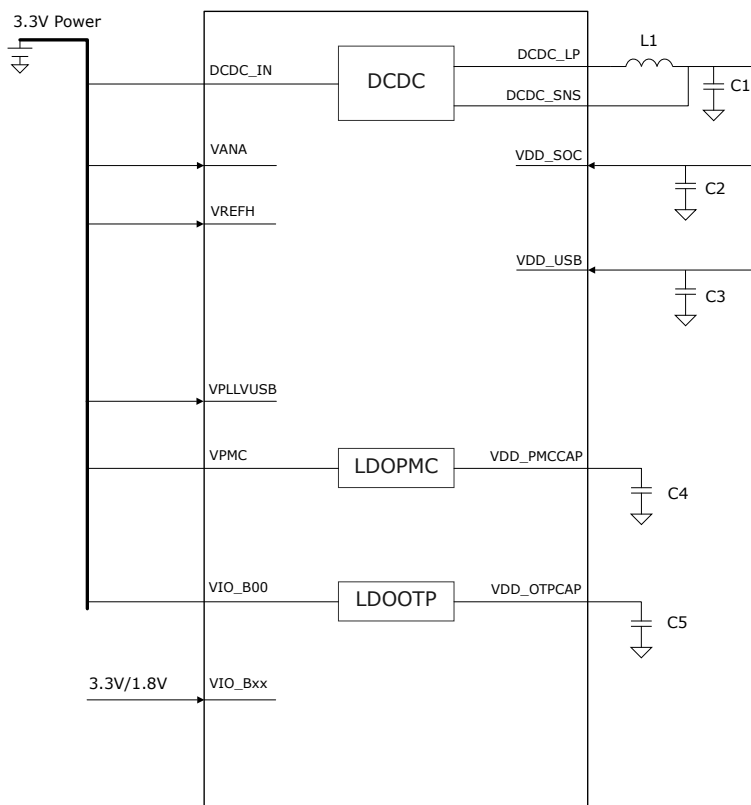 3.3V Power
DCDC_IN
DCDC
DCDC_LP
L1
DCDC_SNS
C1
VANA
VDD_SOC
C2
VREFH
VDD_USB
C3
VPLLVUSB
VPMC
LDOPMC
VDD_PMCCAP
C4
VIO_B00
LDOOTP
VDD_OTPCAP
C5
3.3V/1.8V
VIO_Bxx